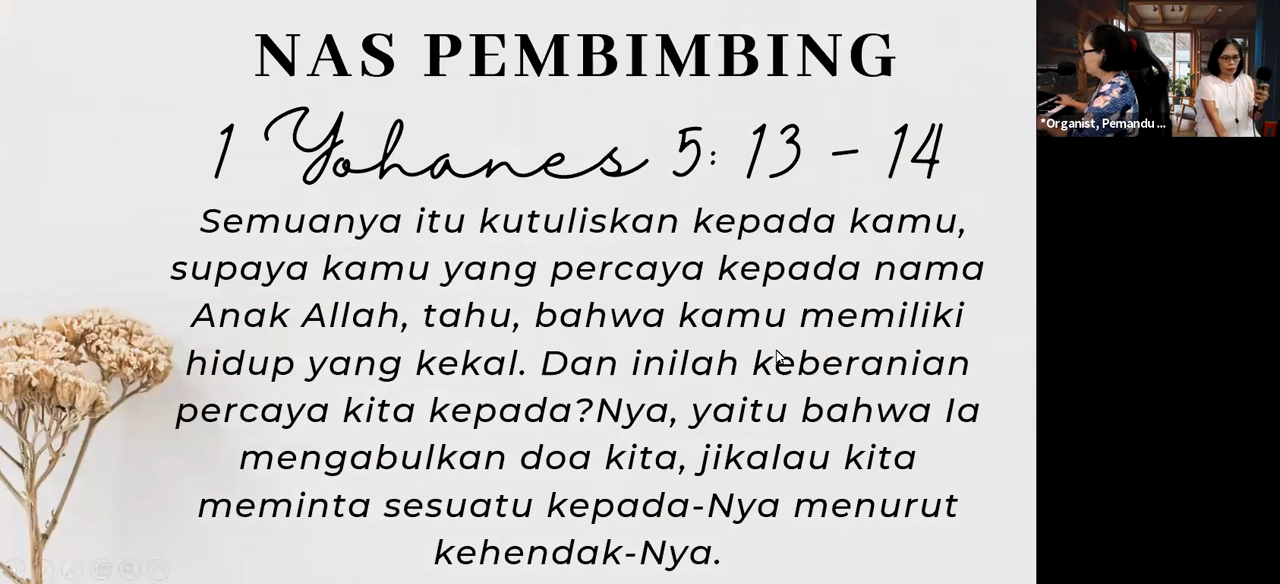 NAS PEMBIMBING
1 Yohanes 5: 13 - 14
Semuanya itu kutuliskan kepada kamu,
supaya kamu yang percaya kepada nama
Anak Allah, tahu, bahwa kamu memiliki
hidup yang kekal. Dan inilah keberanian
percaya kita kepada?Nya, yaitu bahwa Ia
mengabulkan doa kita, jikalau kita
meminta sesuatu kepada-Nya menurut
kehendak-Nya.
*Organist, Pemandu ...